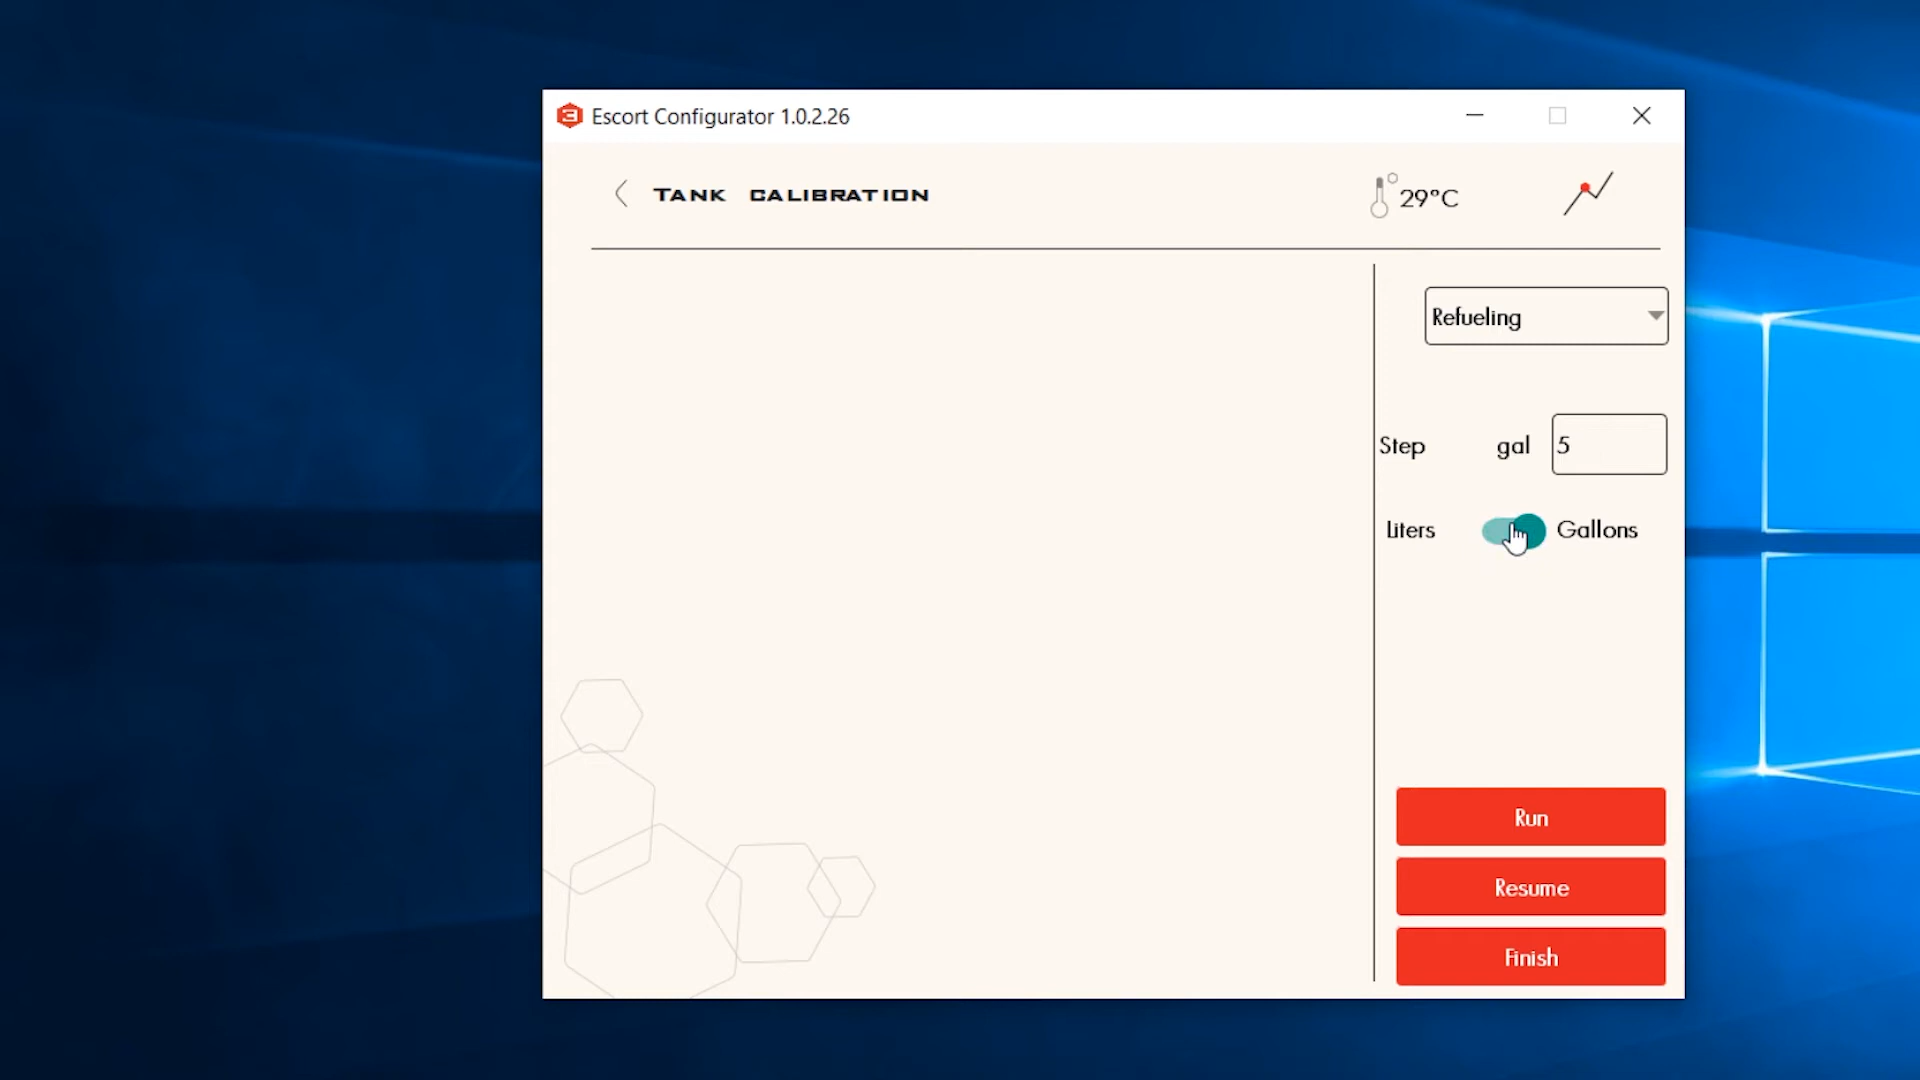 Escort Configurator 1.0.2.26
TANK CALIBRATION
29°C
Refueling
Step gal 5
Liters Gallons
Run
Resume
Finish